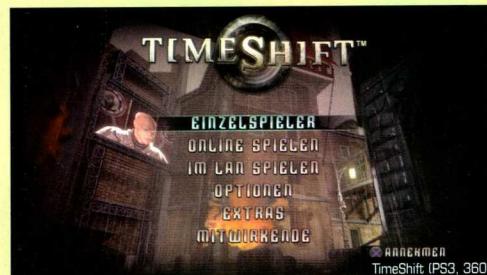 TIMESHIFT™
EINZELSPIELER
ONLINE SPIELEN
IM LAN SPIELEN
OPTIONEN
EXTRAS
MITWIRKENDE
ANNEHMEN
TimeShift (PS3, 360